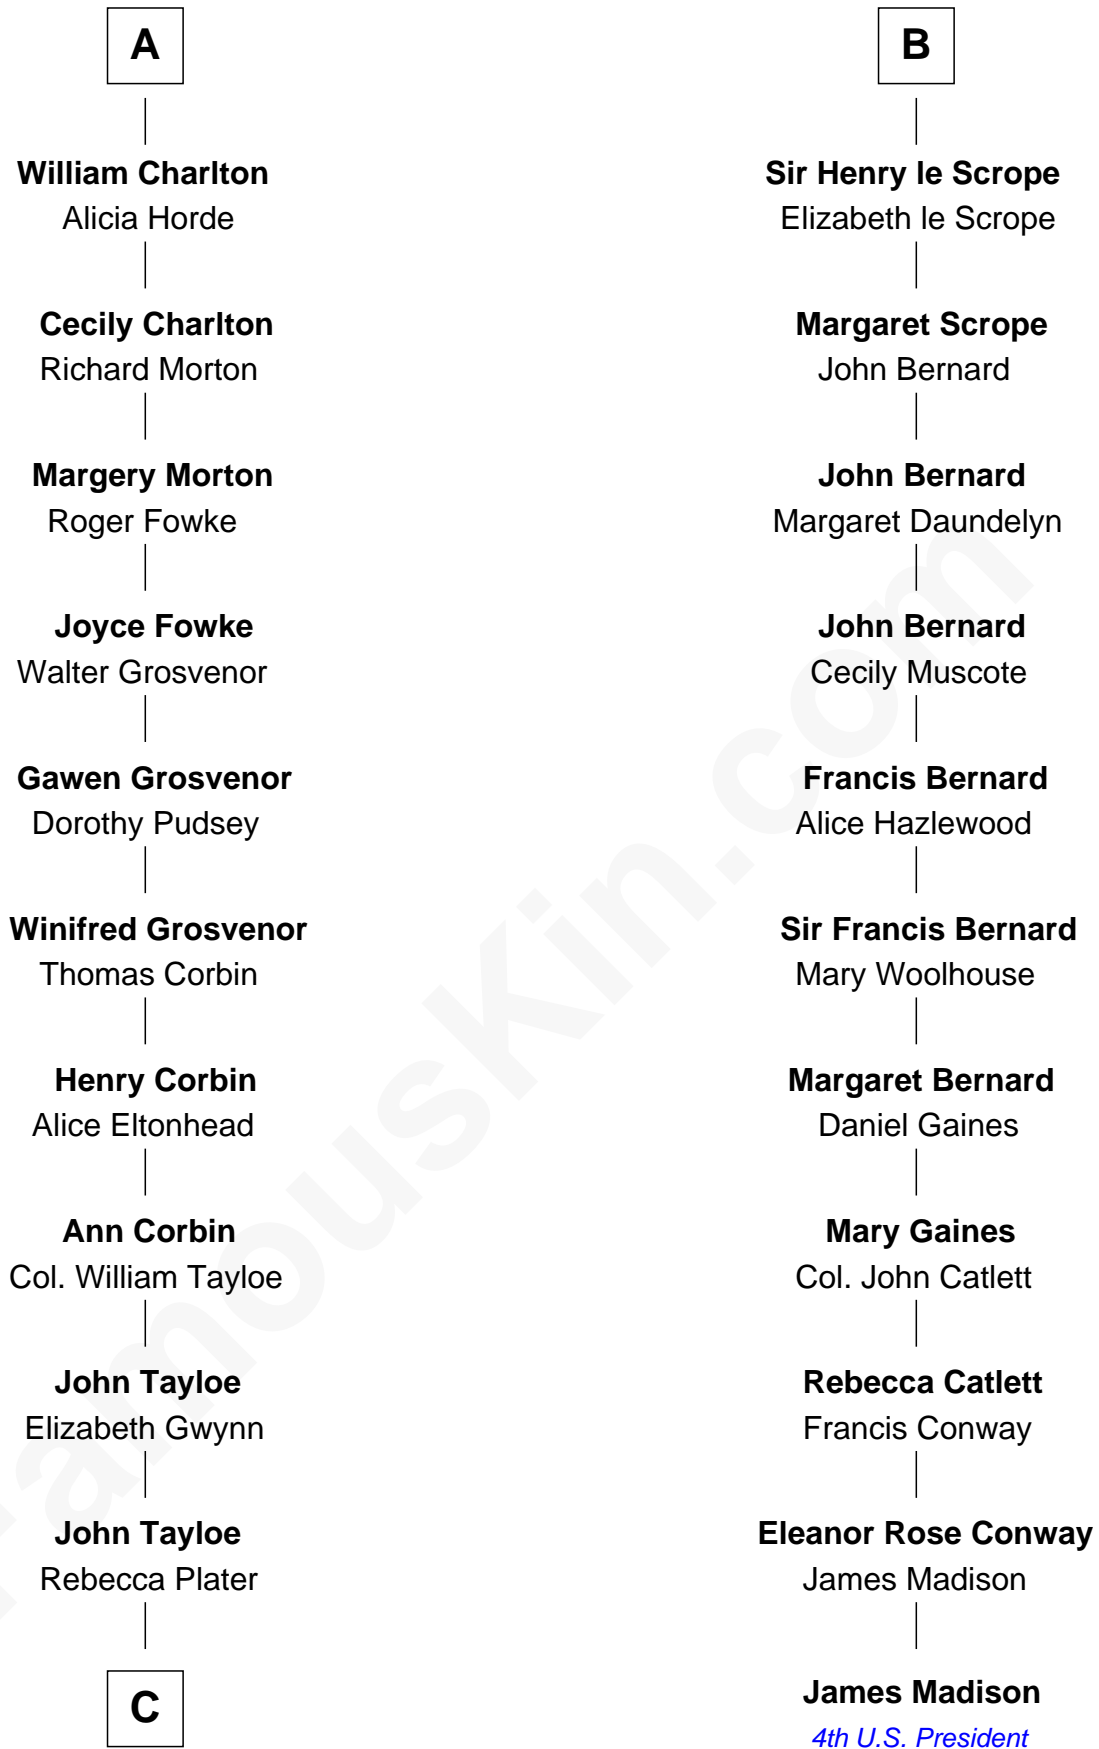 A
William Charlton
Alicia Horde
Cecily Charlton
Richard Morton
Margery Morton
Roger Fowke
Joyce Fowke
Walter Grosvenor
Gawen Grosvenor
Dorothy Pudsey
Winifred Grosvenor
Thomas Corbin
Henry Corbin
Alice Eltonhead
Ann Corbin
Col. William Tayloe
John Tayloe
Elizabeth Gwynn
John Tayloe
Rebecca Plater
C
B
Sir Henry le Scrope
Elizabeth le Scrope
Margaret Scrope
John Bernard
John Bernard
Margaret Daundelyn
John Bernard
Cecily Muscote
Francis Bernard
Alice Hazlewood
Sir Francis Bernard
Mary Woolhouse
Margaret Bernard
Daniel Gaines
Mary Gaines
Col. John Catlett
Rebecca Catlett
Francis Conway
Eleanor Rose Conway
James Madison
James Madison
4th U.S. President
FamousKin.com